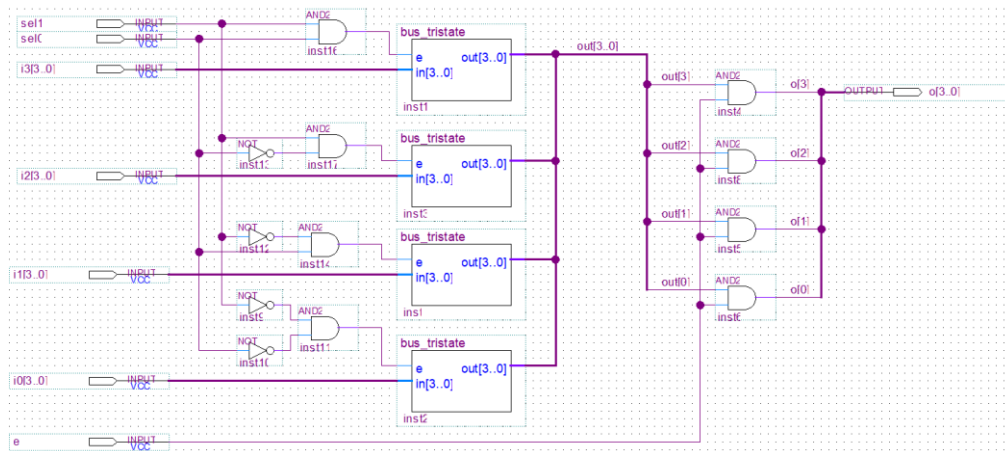 sel1 INPUT VCC
sel0 INPUT VCC
AND2
inst16
bus_tristate
e out[3..0]
in[3..0]
inst1
i3[3..0] INPUT VCC
out[3..0]
out[3] AND2 o[3]
inst4
OUTPUT o[3..0]
AND2
NOT
inst13 inst17
bus_tristate
e out[3..0]
in[3..0]
inst3
i2[3..0] INPUT VCC
out[2] AND2 o[2]
NOT AND2
inst12 inst14
bus_tristate
e out[3..0]
in[3..0]
i1[3..0] INPUT VCC
out[1] AND2 o[1]
inst5
NOT AND2
inst9 inst11
NOT
inst10
bus_tristate
e out[3..0]
in[3..0]
inst2
i0[3..0] INPUT VCC
out[0] AND2 o[0]
inst6
e INPUT VCC